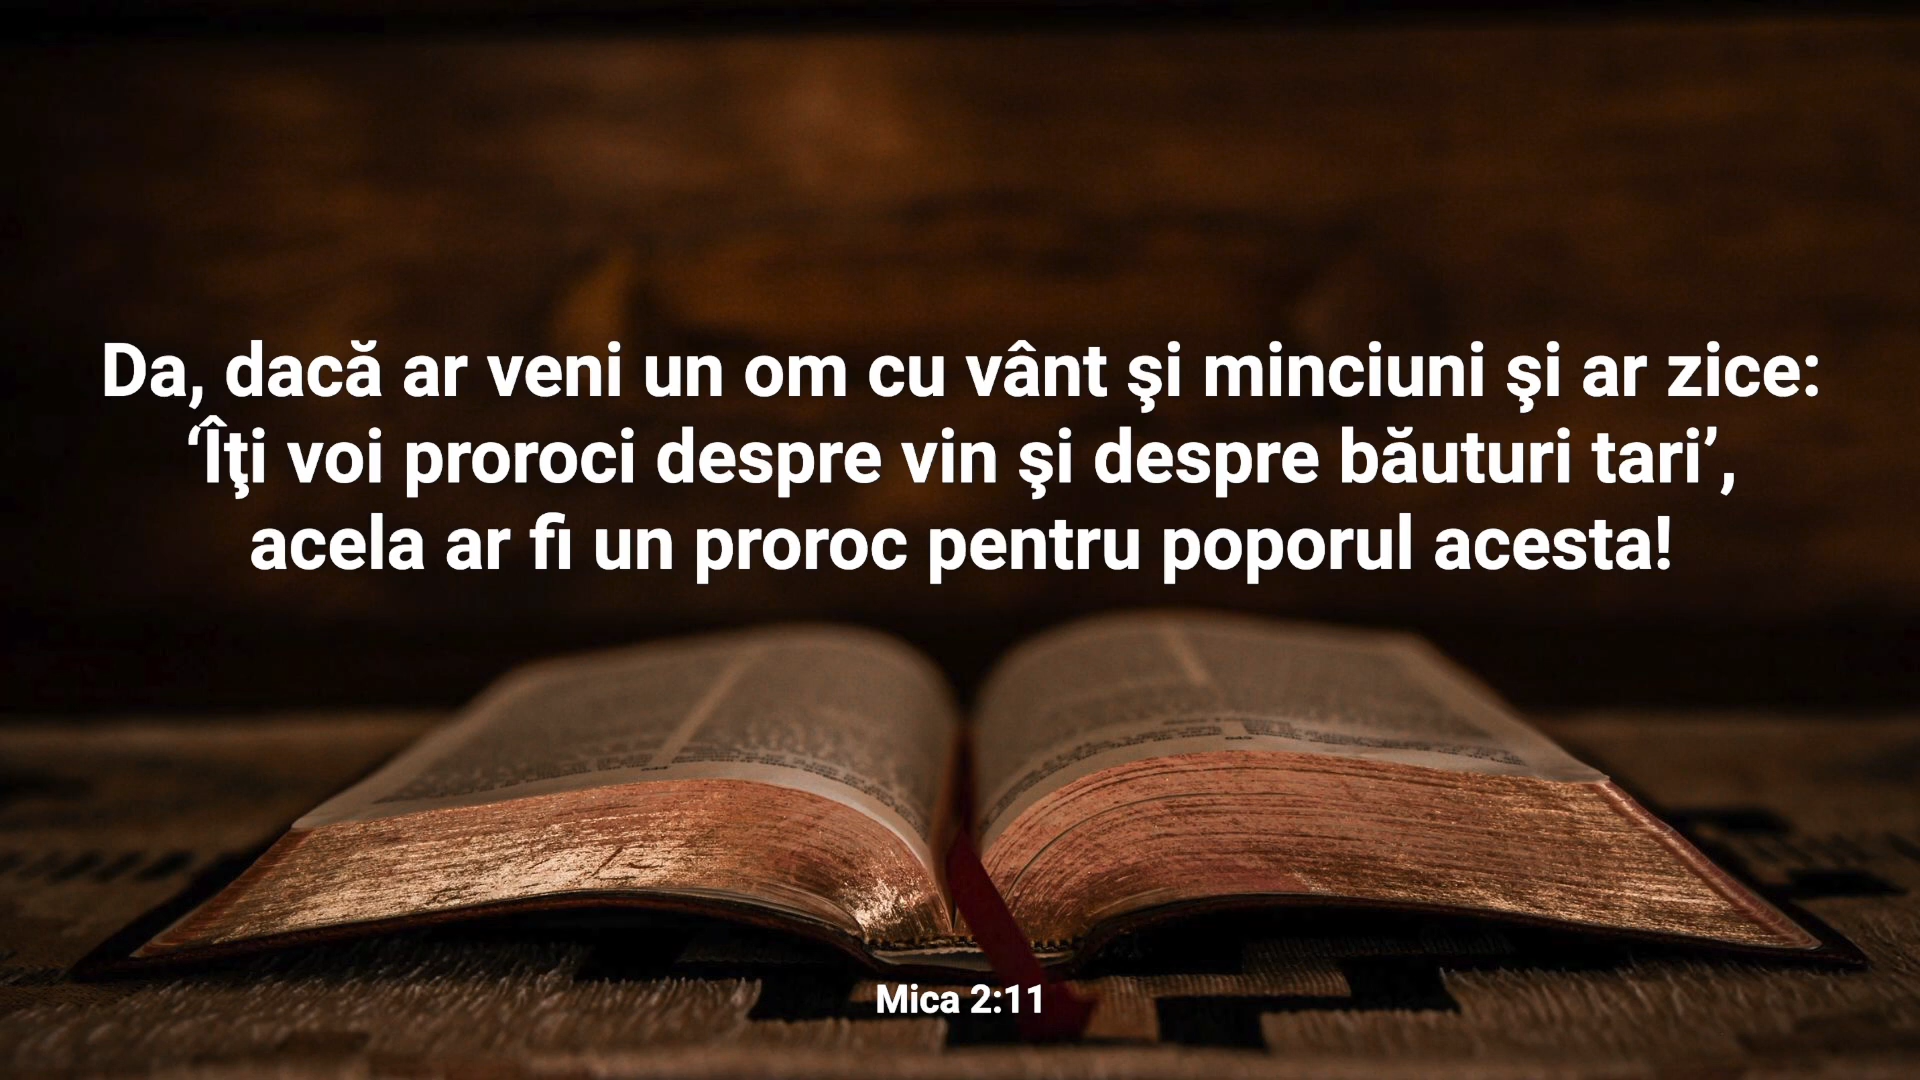 Da, dacă ar veni un om cu vânt şi minciuni şi ar zice:
‘Îţi voi proroci despre vin şi despre băuturi tari’,
acela ar fi un proroc pentru poporul acesta!
Mica 2:11